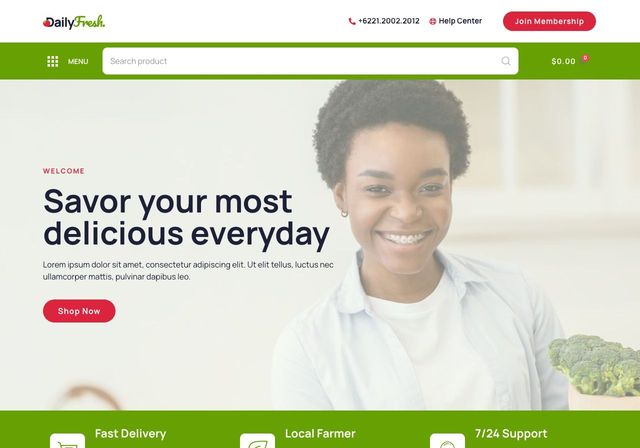 DailyFresh.
+6221.2002.2012
Help Center
Join Membership
MENU
Search product
$0.00
0
WELCOME
Savor your most
delicious everyday
Lorem ipsum dolor sit amet, consectetur adipiscing elit. Ut elit tellus, luctus nec
ullamcorper mattis, pulvinar dapibus leo.
Shop Now
Fast Delivery
Local Farmer
7/24 Support